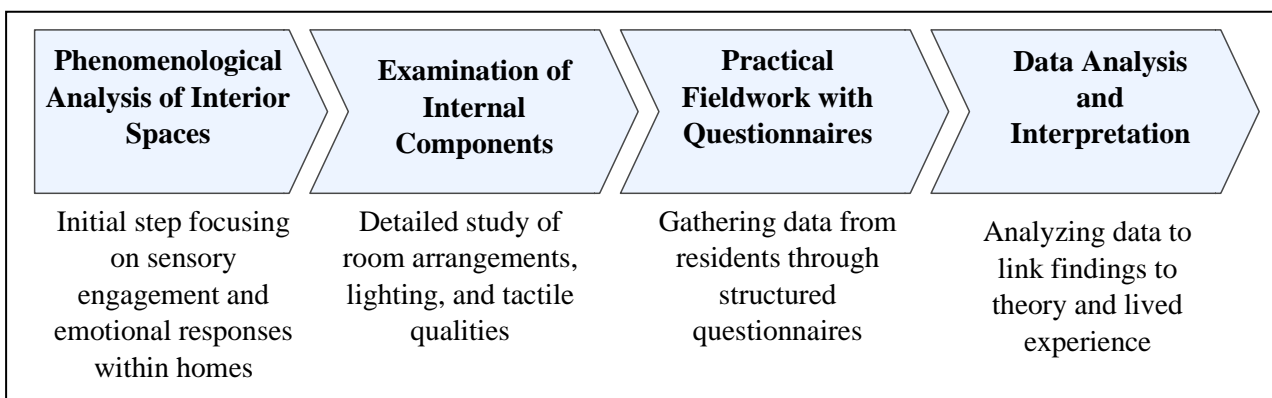 Phenomenological
Analysis of Interior
Spaces
Initial step focusing
on sensory
engagement and
emotional responses
within homes
Examination of
Internal
Components
Detailed study of
room arrangements,
lighting, and tactile
qualities
Practical
Fieldwork with
Questionnaires
Gathering data from
residents through
structured
questionnaires
Data Analysis
and
Interpretation
Analyzing data to
link findings to
theory and lived
experience